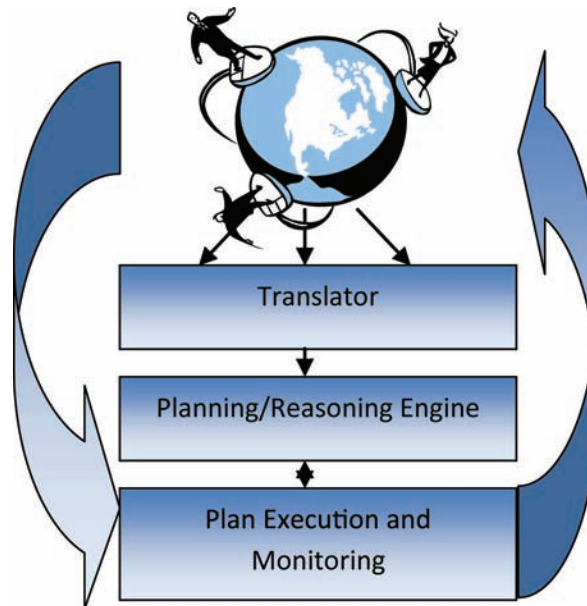 Translator
Planning/Reasoning Engine
Plan Execution and
Monitoring